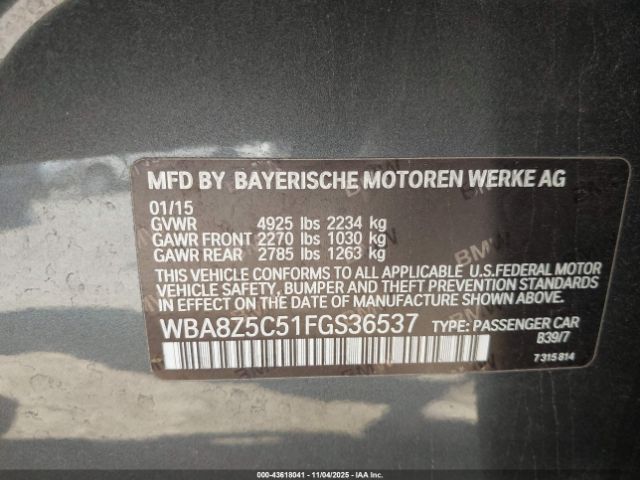 MFD BY BAYERISCHE MOTOREN WERKE AG
01/15
GVWR 4925 lbs 2234 kg
GAWR FRONT 2270 lbs 1030 kg
GAWR REAR 2785 lbs 1263 kg
THIS VEHICLE CONFORMS TO ALL APPLICABLE U.S.FEDERAL MOTOR
VEHICLE SAFETY, BUMPER AND THEFT PREVENTION STANDARDS
IN EFFECT ON THE DATE OF MANUFACTURE SHOWN ABOVE.
WBA8Z5C51FGS36537 TYPE: PASSENGER CAR
B39/7
7 315 814
000-43618041 - 11/04/2025 - IAAI.COM